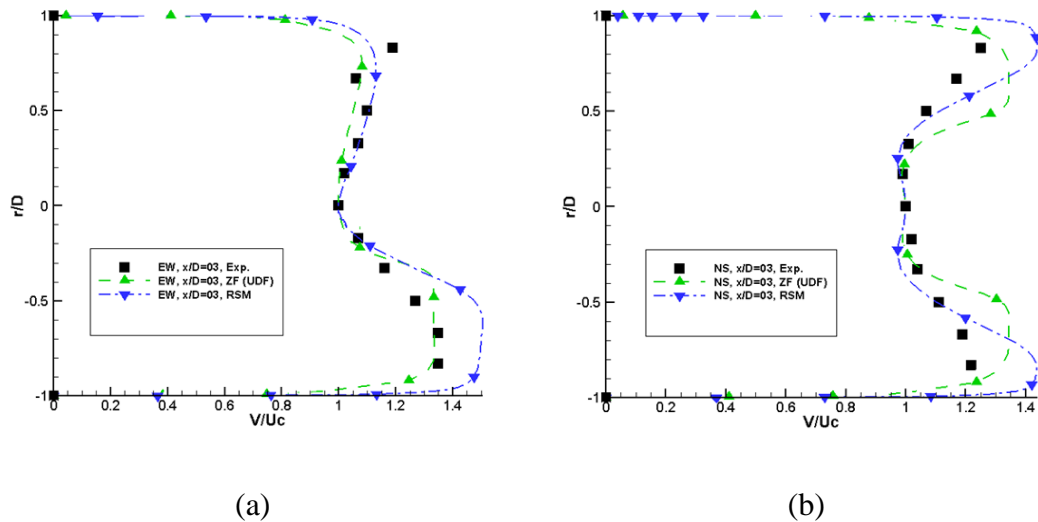 1
0.5
0
-0.5
-1
r/D
0
0.2
0.4
0.6
0.8
1
1.2
1.4
V/Uc
EW, x/D=03, Exp.
EW, x/D=03, ZF (UDF)
EW, x/D=03, RSM
(a)
1
0.5
0
-0.5
-1
r/D
0
0.2
0.4
0.6
0.8
1
1.2
1.4
V/Uc
NS, x/D=03, Exp.
NS, x/D=03, ZF (UDF)
NS, x/D=03, RSM
(b)